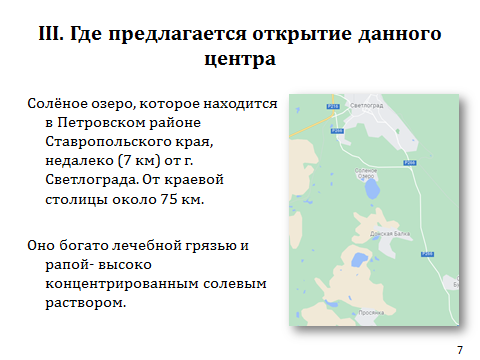 III. Где предлагается открытие данного
центра
Солёное озеро, которое находится
в Петровском районе
Ставропольского края,
недалеко (7 км) от г.
Светлограда. От краевой
столицы около 75 км.
Оно богато лечебной грязью и
рапой- высоко
концентрированным солевым
раствором.
Светлоград
Соленое
Озеро
Донская Балка
Просянка
7